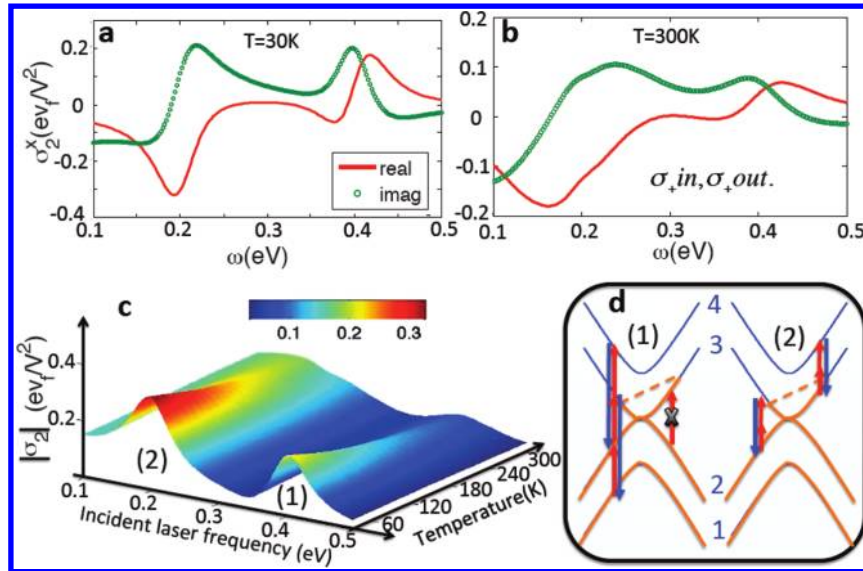 a
T=30K
0.2
0
-0.2
-0.4
σ₂ˣ(ev_f/V²)
real
imag
0.1 0.2 0.3 0.4 0.5
ω(eV)
b
T=300K
0.2
0.1
0
-0.1
-0.2
σ₊in,σ₊out.
0.1 0.2 0.3 0.4 0.5
ω(eV)
c
0.1 0.2 0.3
|σ₂| (ev_f/V²)
0.4
0.2
(2)
(1)
0.1 0.2 0.3 0.4 0.5
Incident laser frequency (eV)
60 120 180 240 300
Temperature(K)
d
4
(1) (2)
3
X
2
1